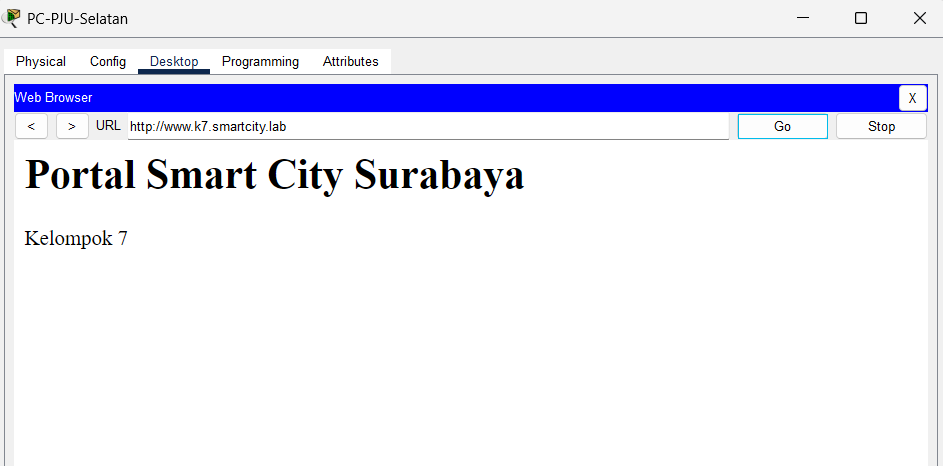 PC-PJU-Selatan
Physical Config Desktop Programming Attributes
Web Browser X
< > URL http://www.k7.smartcity.lab Go Stop
Portal Smart City Surabaya
Kelompok 7